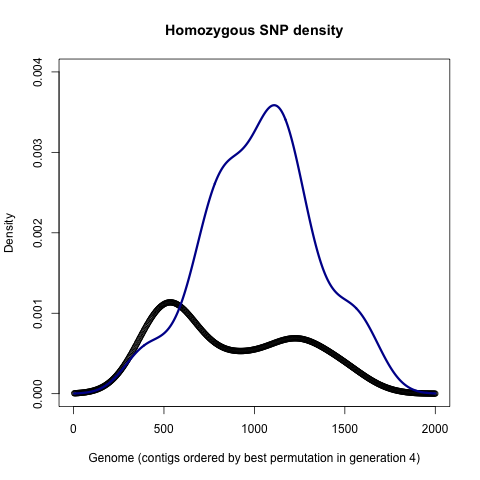 Homozygous SNP density
0.004
0.003
0.002
0.001
0.000
Density
0 500 1000 1500 2000
Genome (contigs ordered by best permutation in generation 4)